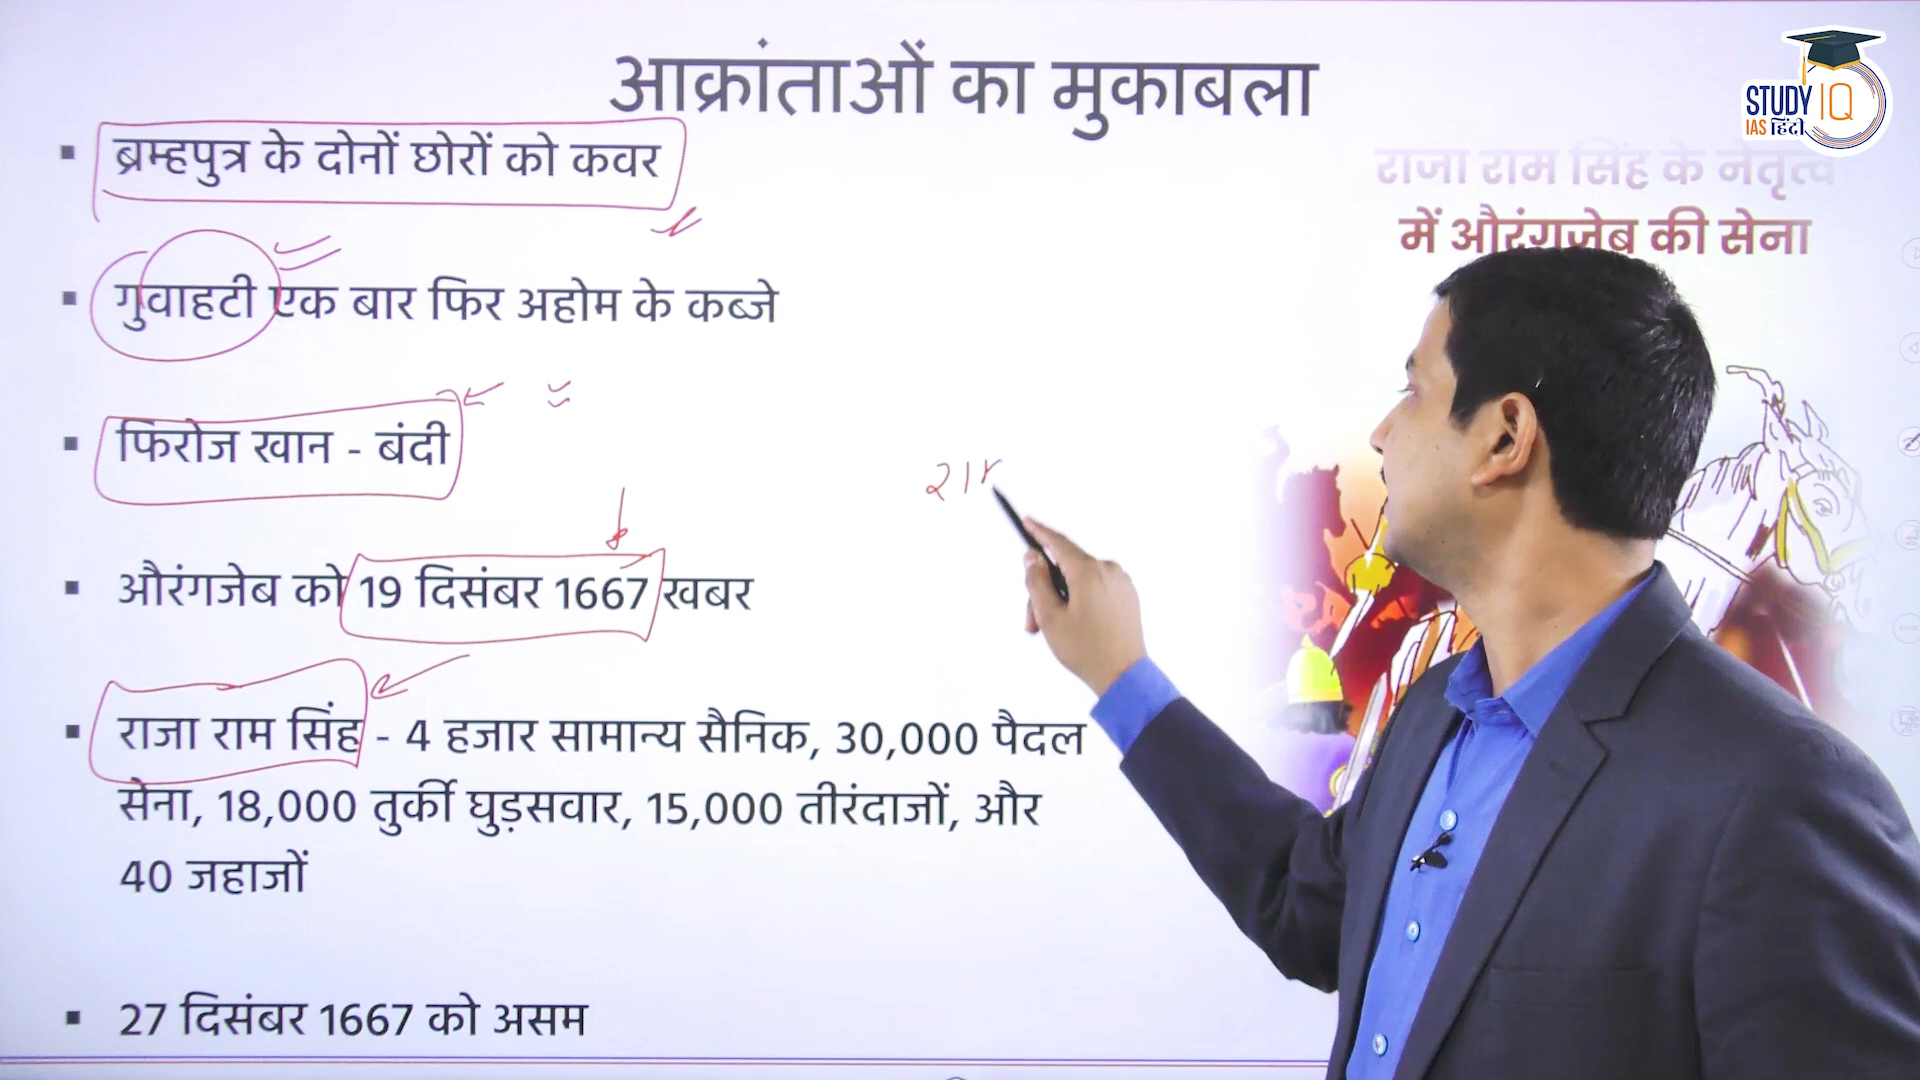 आक्रांताओं का मुकाबला
STUDY IQ
IAS हिंदी
ब्रम्हपुत्र के दोनों छोरों को कवर
राजा राम सिंह के नेतृत्व
में औरंगजेब की सेना
गुवाहटी एक बार फिर अहोम के कब्जे
फिरोज खान - बंदी
औरंगजेब को 19 दिसंबर 1667 खबर
राजा राम सिंह - 4 हजार सामान्य सैनिक, 30,000 पैदल
सेना, 18,000 तुर्की घुड़सवार, 15,000 तीरंदाजों, और
40 जहाजों
27 दिसंबर 1667 को असम